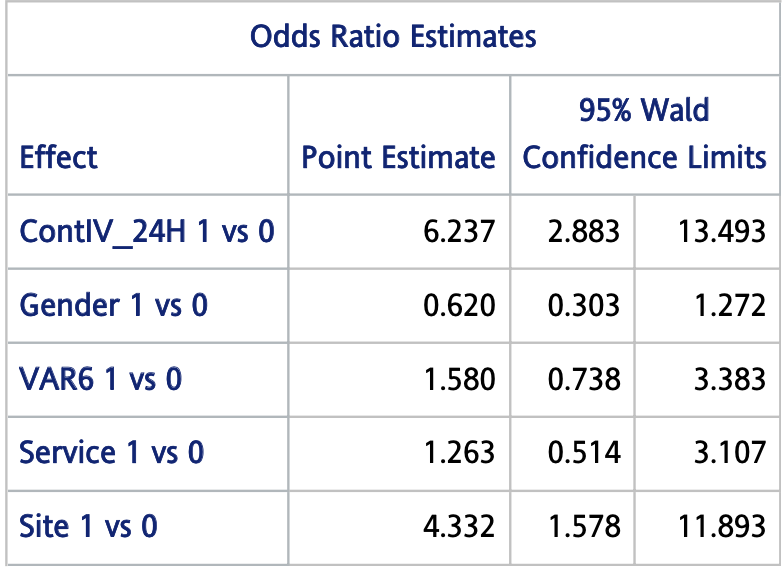 Odds Ratio Estimates
Effect Point Estimate 95% Wald
Confidence Limits
ContIV_24H 1 vs 0 6.237 2.883 13.493
Gender 1 vs 0 0.620 0.303 1.272
VAR6 1 vs 0 1.580 0.738 3.383
Service 1 vs 0 1.263 0.514 3.107
Site 1 vs 0 4.332 1.578 11.893